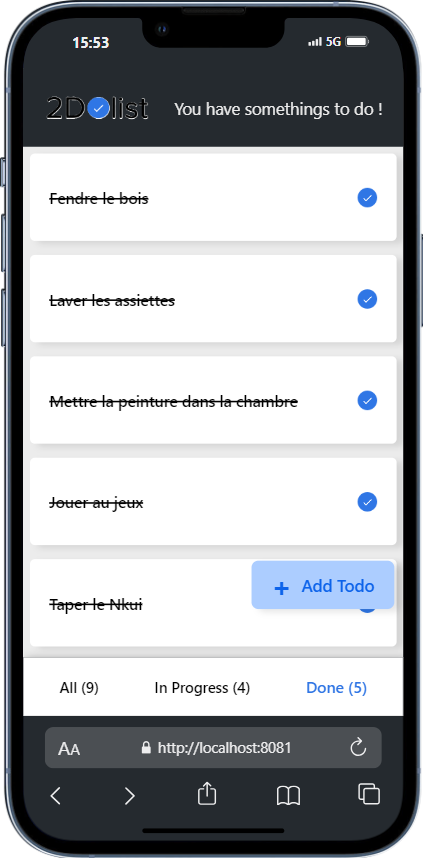 15:53
5G
2Dolist
You have somethings to do !
Fendre le bois
Laver les assiettes
Mettre la peinture dans la chambre
Jouer au jeux
Taper le Nkui
+ Add Todo
All (9) In Progress (4) Done (5)
AA http://localhost:8081